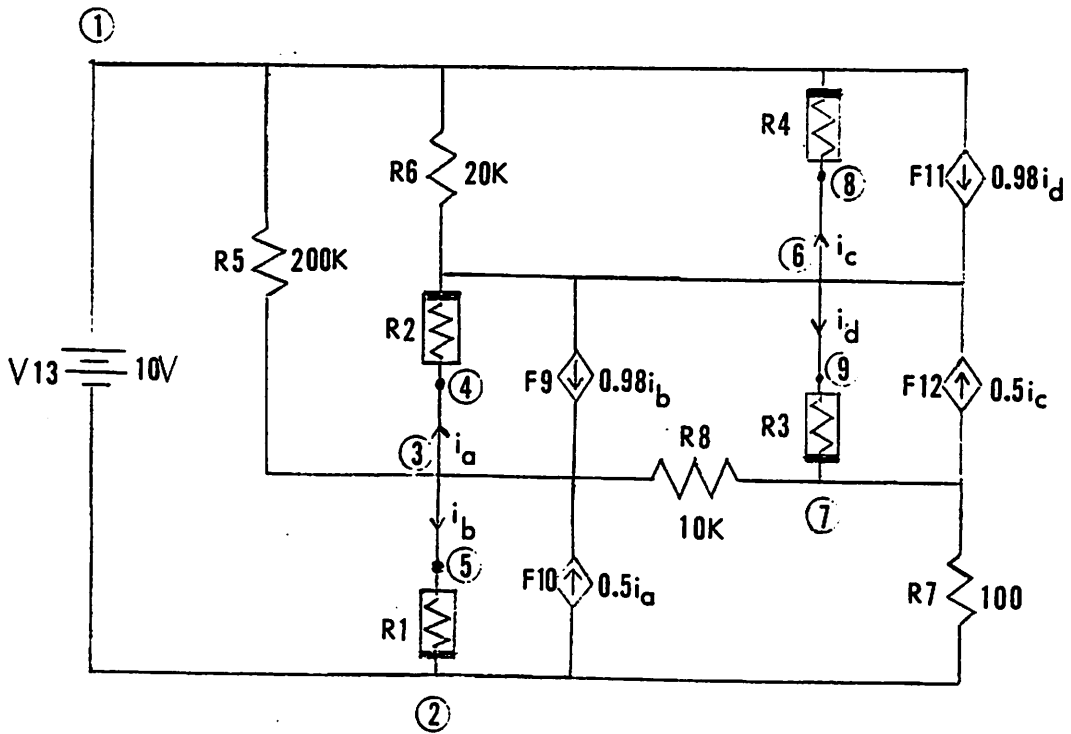 ①
R4
R6
20K
⑧
F11
0.98i_d
R5
200K
⑥
i_c
R2
i_d
V13
10V
④
F9
0.98i_b
⑨
F12
0.5i_c
③
i_a
R8
R3
⑦
i_b
10K
⑤
F10
0.5i_a
R7
100
R1
②